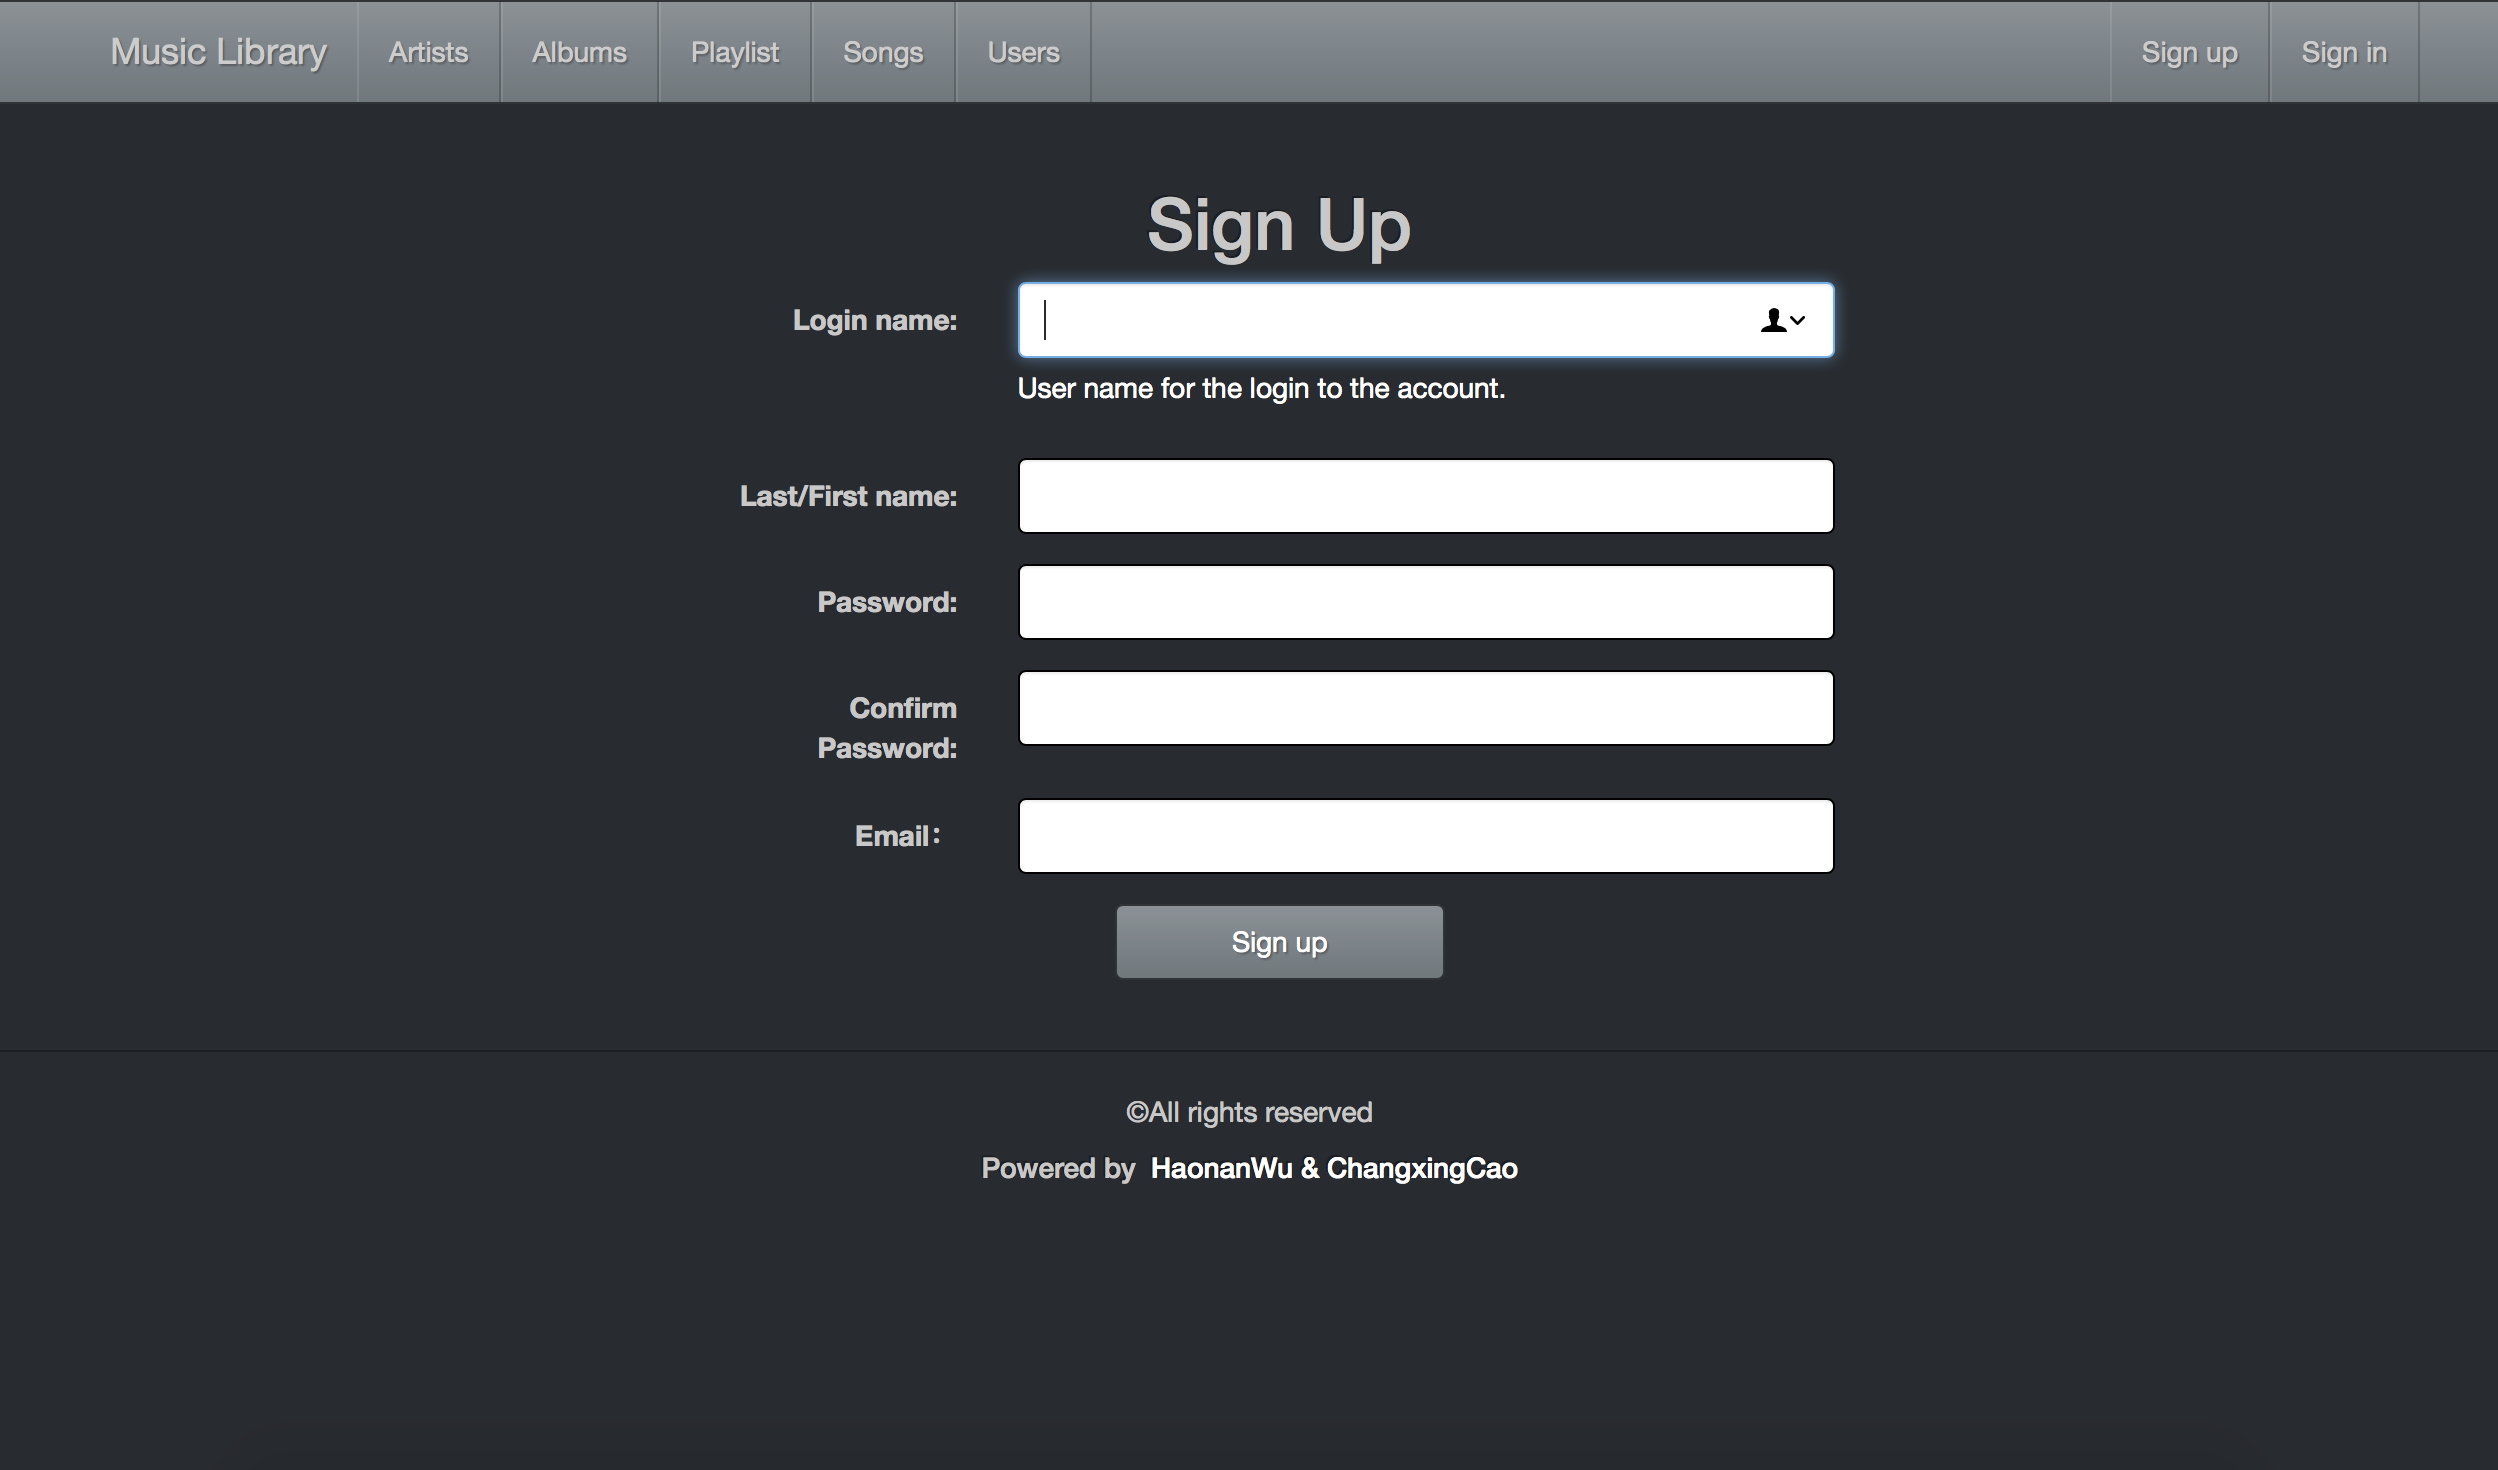 Music Library Artists Albums Playlist Songs Users Sign up Sign in
Sign Up
Login name:
User name for the login to the account.
Last/First name:
Password:
Confirm
Password:
Email：
Sign up
©All rights reserved
Powered by HaonanWu & ChangxingCao